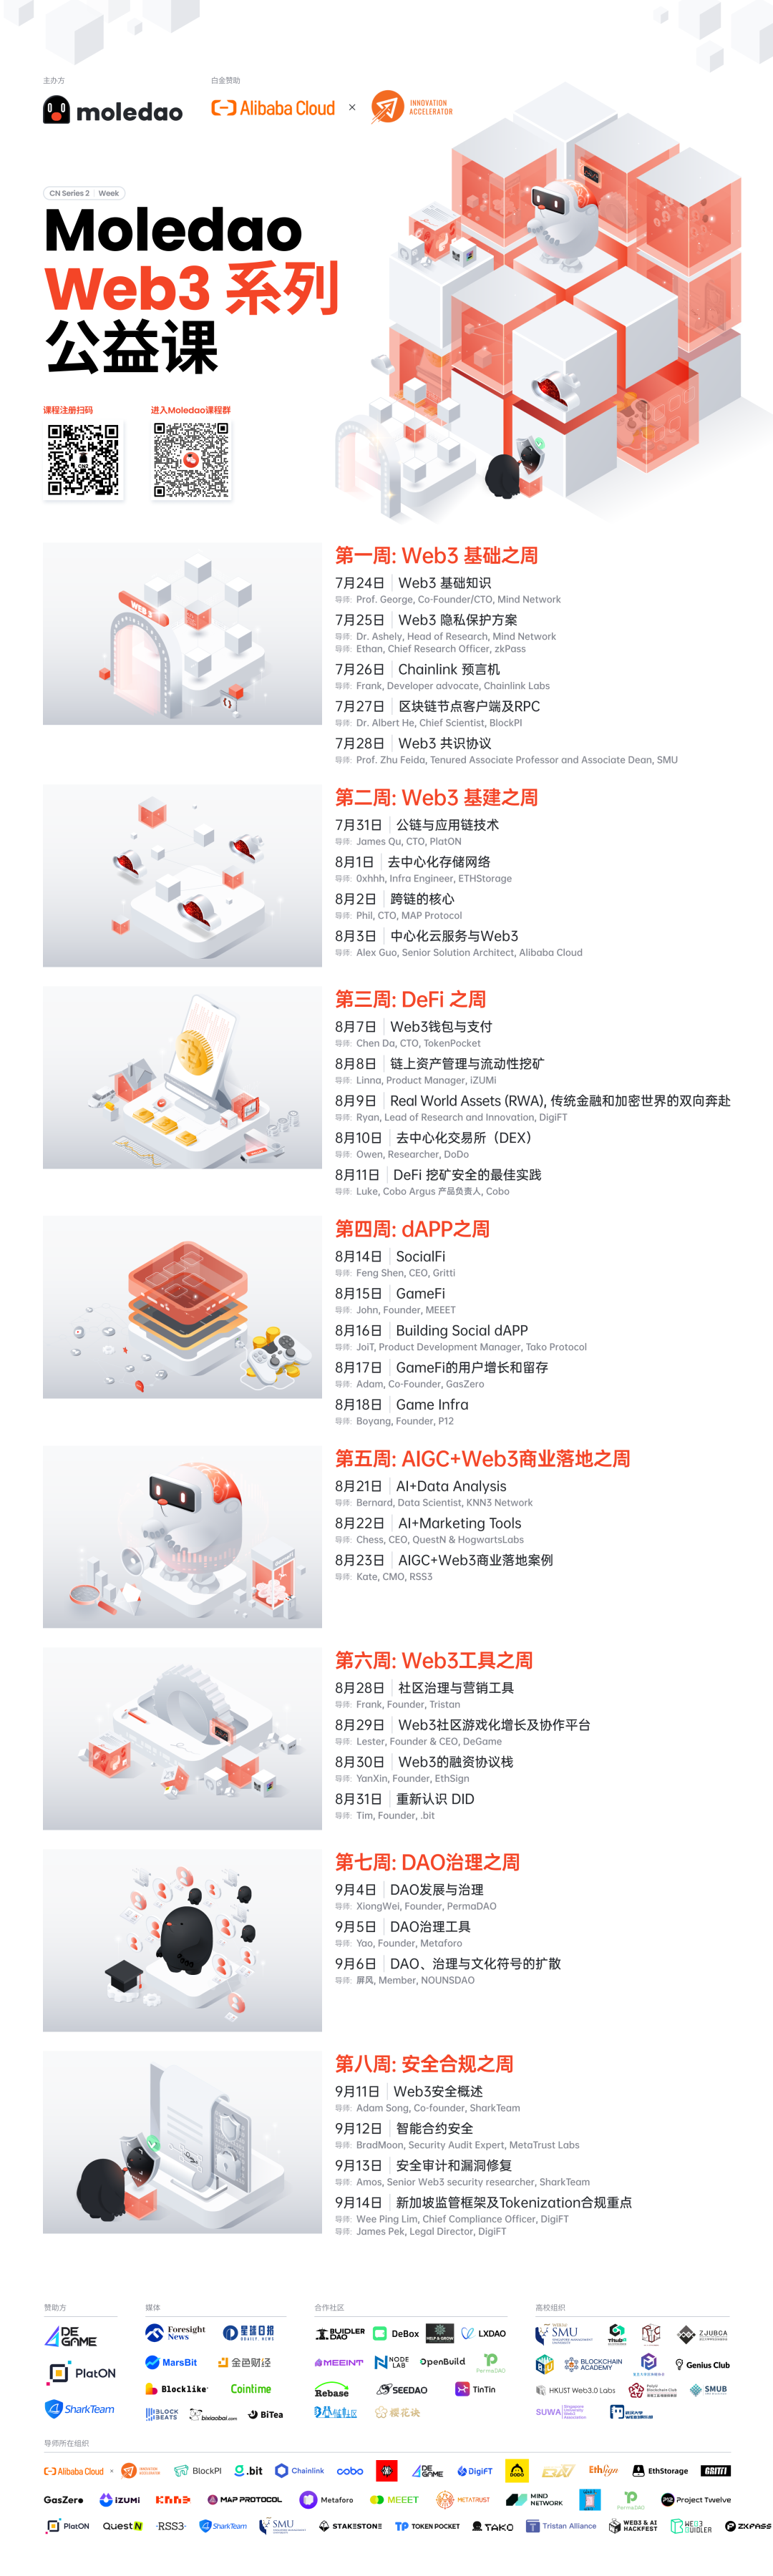 主办方
moledao
白金赞助
Alibaba Cloud
×
INNOVATION
ACCELERATOR
CN Series 2 | Week
Moledao
Web3 系列
公益课
课程注册扫码
进入Moledao课程群
WEB 3
第一周: Web3 基础之周
7月24日 | Web3 基础知识
导师: Prof. George, Co-Founder/CTO, Mind Network
7月25日 | Web3 隐私保护方案
导师: Dr. Ashely, Head of Research, Mind Network
导师: Ethan, Chief Research Officer, zkPass
7月26日 | Chainlink 预言机
导师: Frank, Developer advocate, Chainlink Labs
7月27日 | 区块链节点客户端及RPC
导师: Dr. Albert He, Chief Scientist, BlockPI
7月28日 | Web3 共识协议
导师: Prof. Zhu Feida, Tenured Associate Professor and Associate Dean, SMU
第二周: Web3 基建之周
7月31日 | 公链与应用链技术
导师: James Qu, CTO, PlatON
8月1日 | 去中心化存储网络
导师: 0xhhh, Infra Engineer, ETHStorage
8月2日 | 跨链的核心
导师: Phil, CTO, MAP Protocol
8月3日 | 中心化云服务与Web3
导师: Alex Guo, Senior Solution Architect, Alibaba Cloud
第三周: DeFi 之周
8月7日 | Web3钱包与支付
导师: Chen Da, CTO, TokenPocket
8月8日 | 链上资产管理与流动性挖矿
导师: Linna, Product Manager, iZUMi
8月9日 | Real World Assets (RWA), 传统金融和加密世界的双向奔赴
导师: Ryan, Lead of Research and Innovation, DigiFT
8月10日 | 去中心化交易所（DEX）
导师: Owen, Researcher, DoDo
8月11日 | DeFi 挖矿安全的最佳实践
导师: Luke, Cobo Argus 产品负责人, Cobo
第四周: dAPP之周
8月14日 | SocialFi
导师: Feng Shen, CEO, Gritti
8月15日 | GameFi
导师: John, Founder, MEEET
8月16日 | Building Social dAPP
导师: JoiT, Product Development Manager, Tako Protocol
8月17日 | GameFi的用户增长和留存
导师: Adam, Co-Founder, GasZero
8月18日 | Game Infra
导师: Boyang, Founder, P12
第五周: AIGC+Web3商业落地之周
8月21日 | AI+Data Analysis
导师: Bernard, Data Scientist, KNN3 Network
8月22日 | AI+Marketing Tools
导师: Chess, CEO, QuestN & HogwartsLabs
8月23日 | AIGC+Web3商业落地案例
导师: Kate, CMO, RSS3
第六周: Web3工具之周
8月28日 | 社区治理与营销工具
导师: Frank, Founder, Tristan
8月29日 | Web3社区游戏化增长及协作平台
导师: Lester, Founder & CEO, DeGame
8月30日 | Web3的融资协议栈
导师: YanXin, Founder, EthSign
8月31日 | 重新认识 DID
导师: Tim, Founder, .bit
第七周: DAO治理之周
9月4日 | DAO发展与治理
导师: XiongWei, Founder, PermaDAO
9月5日 | DAO治理工具
导师: Yao, Founder, Metaforo
9月6日 | DAO、治理与文化符号的扩散
导师: 屏风, Member, NOUNSDAO
第八周: 安全合规之周
9月11日 | Web3安全概述
导师: Adam Song, Co-founder, SharkTeam
9月12日 | 智能合约安全
导师: BradMoon, Security Audit Expert, MetaTrust Labs
9月13日 | 安全审计和漏洞修复
导师: Amos, Senior Web3 security researcher, SharkTeam
9月14日 | 新加坡监管框架及Tokenization合规重点
导师: Wee Ping Lim, Chief Compliance Officer, DigiFT
导师: James Pek, Legal Director, DigiFT
赞助方
DE GAME
PlatON
SharkTeam
媒体
Foresight News
星球日报
ODAILY NEWS
MarsBit
金色财经
Blocklike
Cointime
BLOCK BEATS
bixiaobai.com
BiTea
合作社区
BUIDLER DAO
DeBox
HELP & GROW
LXDAO
MEEINT
NODE LAB
OpenBuild
PermaDAO
Rebase
SEEDAO
TinTin
樱花诀
高校组织
SMU
THUBA
ZJUBCA
BLOCKCHAIN ACADEMY
Genius Club
HKUST Web3.0 Labs
SMUB
SUWA
导师所在组织
Alibaba Cloud
×
INNOVATION
ACCELERATOR
BlockPI
.bit
Chainlink
cobo
DE GAME
DigiFT
DODO
EthSign
EthStorage
GRITTI
GasZero
iZUMi
KNN3
MAP PROTOCOL
Metaforo
MEEET
METATRUST
MIND NETWORK
PermaDAO
P12 Project Twelve
PlatON
QuestN
RSS3
SharkTeam
SMU
STAKESTONE
TOKEN POCKET
TAKO
Tristan Alliance
WEB3 & AI HACKFEST
WEB3 BUIDLER
ZKPASS